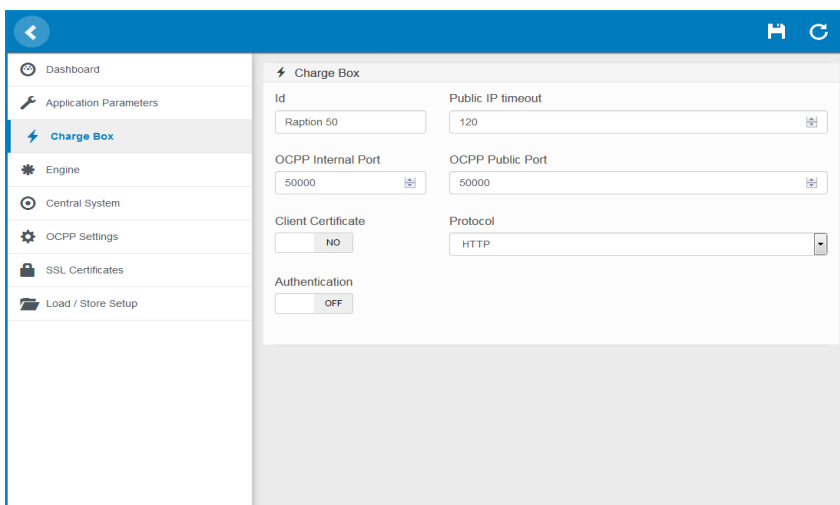 Dashboard
Application Parameters
Charge Box
Engine
Central System
OCPP Settings
SSL Certificates
Load / Store Setup
Charge Box
Id
Public IP timeout
Raption 50
120
OCPP Internal Port
OCPP Public Port
50000
50000
Client Certificate
Protocol
NO
HTTP
Authentication
OFF